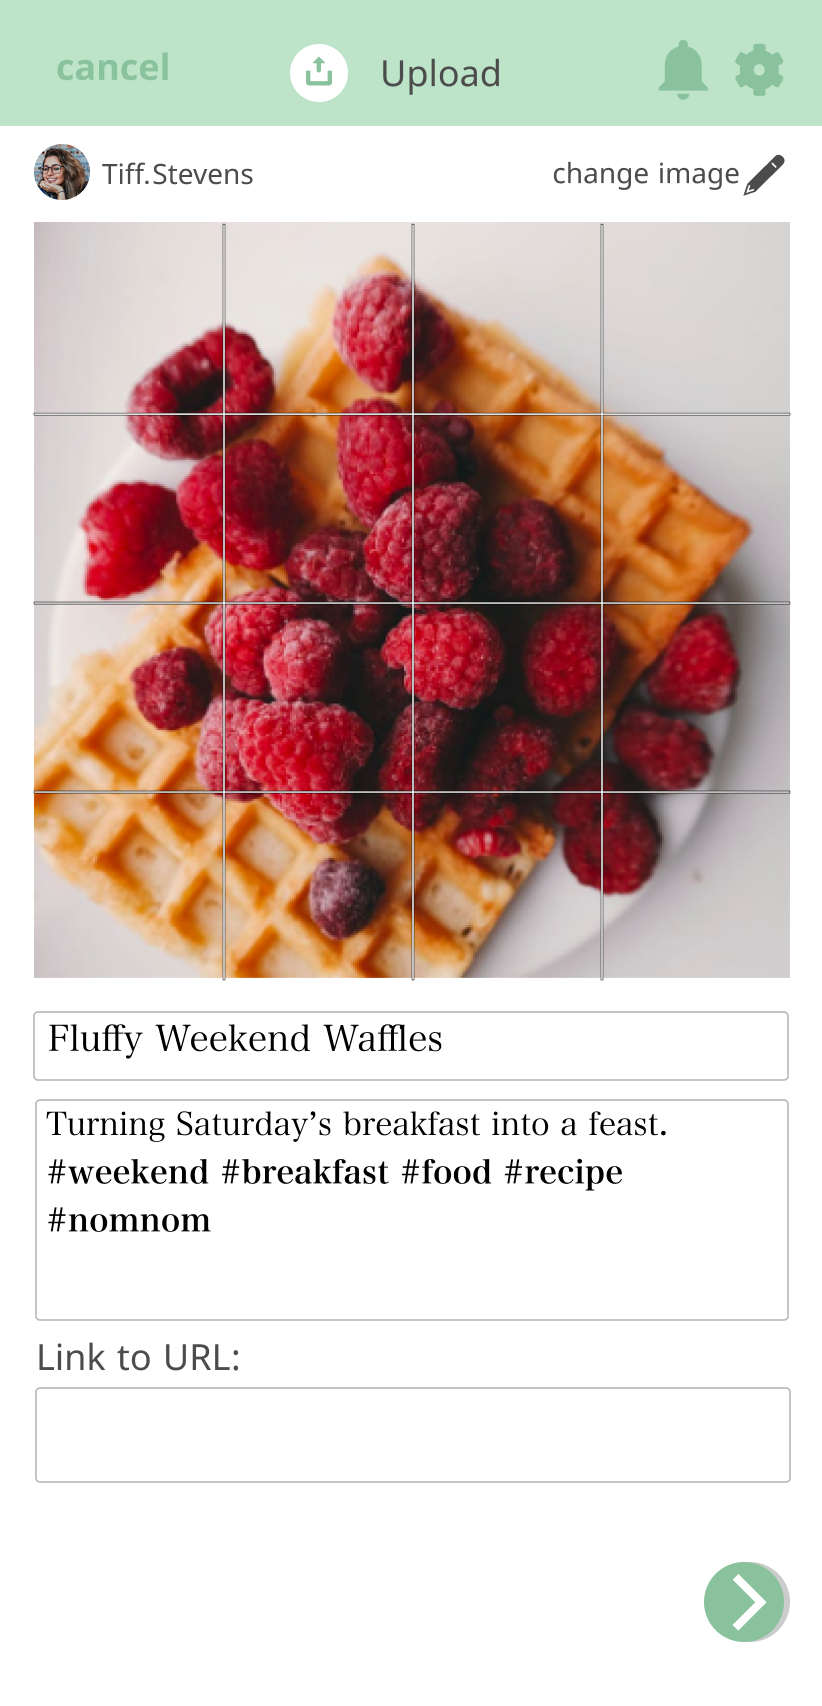 cancel
Upload
Tiff.Stevens
change image
Fluffy Weekend Waffles
Turning Saturday’s breakfast into a feast.
#weekend #breakfast #food #recipe
#nomnom
Link to URL: